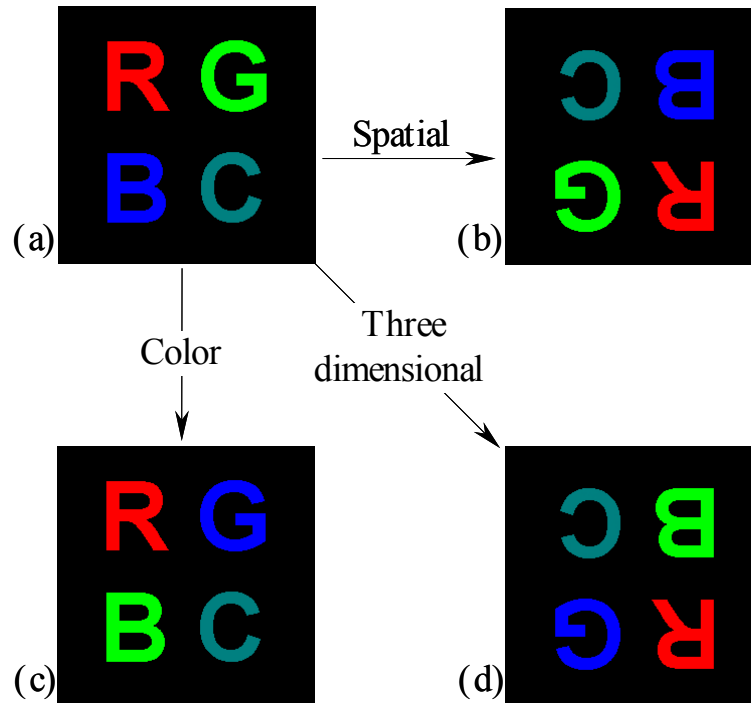 R G
B C
(a)
Spatial
C B
G R
(b)
Color
Three
dimensional
R G
B C
(c)
C B
G R
(d)